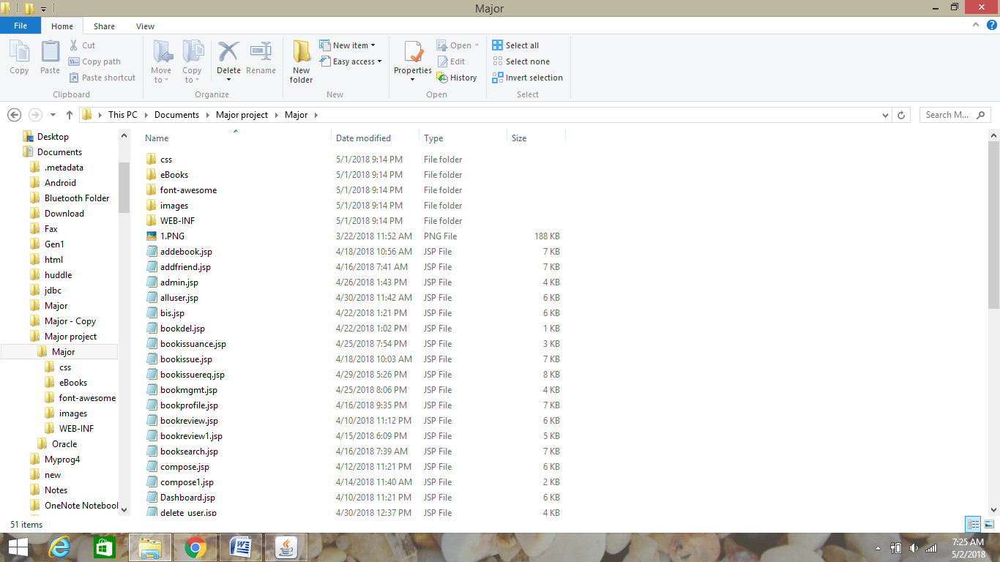 Major
File Home Share View
Copy Paste Cut Copy path Paste shortcut Clipboard
Move to Copy to Delete Rename Organize
New folder New item Easy access New
Properties Open Edit History Open
Select all Select none Invert selection Select
This PC Documents Major project Major Search M...
Desktop
Documents
.metadata
Android
Bluetooth Folder
Download
Fax
Gen1
html
huddle
jdbc
Major
Major - Copy
Major project
Major
css
eBooks
font-awesome
images
WEB-INF
Oracle
Myprog4
new
Notes
OneNote Notebool
Name Date modified Type Size
css 5/1/2018 9:14 PM File folder
eBooks 5/1/2018 9:14 PM File folder
font-awesome 5/1/2018 9:14 PM File folder
images 5/1/2018 9:14 PM File folder
WEB-INF 5/1/2018 9:14 PM File folder
1.PNG 3/22/2018 11:52 AM PNG File 188 KB
addebook.jsp 4/18/2018 10:56 AM JSP File 7 KB
addfriend.jsp 4/16/2018 7:41 AM JSP File 7 KB
admin.jsp 4/26/2018 1:43 PM JSP File 4 KB
alluser.jsp 4/30/2018 11:42 AM JSP File 6 KB
bis.jsp 4/22/2018 1:21 PM JSP File 6 KB
bookdel.jsp 4/22/2018 1:02 PM JSP File 1 KB
bookissuance.jsp 4/25/2018 7:54 PM JSP File 3 KB
bookissue.jsp 4/18/2018 10:03 AM JSP File 7 KB
bookissuereq.jsp 4/29/2018 5:26 PM JSP File 8 KB
bookmgmt.jsp 4/25/2018 8:06 PM JSP File 4 KB
bookprofile.jsp 4/16/2018 9:35 PM JSP File 7 KB
bookreview.jsp 4/10/2018 11:12 PM JSP File 6 KB
bookreview1.jsp 4/15/2018 6:09 PM JSP File 5 KB
booksearch.jsp 4/16/2018 7:39 AM JSP File 7 KB
compose.jsp 4/12/2018 11:21 PM JSP File 6 KB
compose1.jsp 4/14/2018 11:40 AM JSP File 2 KB
Dashboard.jsp 4/10/2018 11:21 PM JSP File 6 KB
delete_user.jsp 4/30/2018 12:37 PM JSP File 4 KB
51 items
7:25 AM
5/2/2018